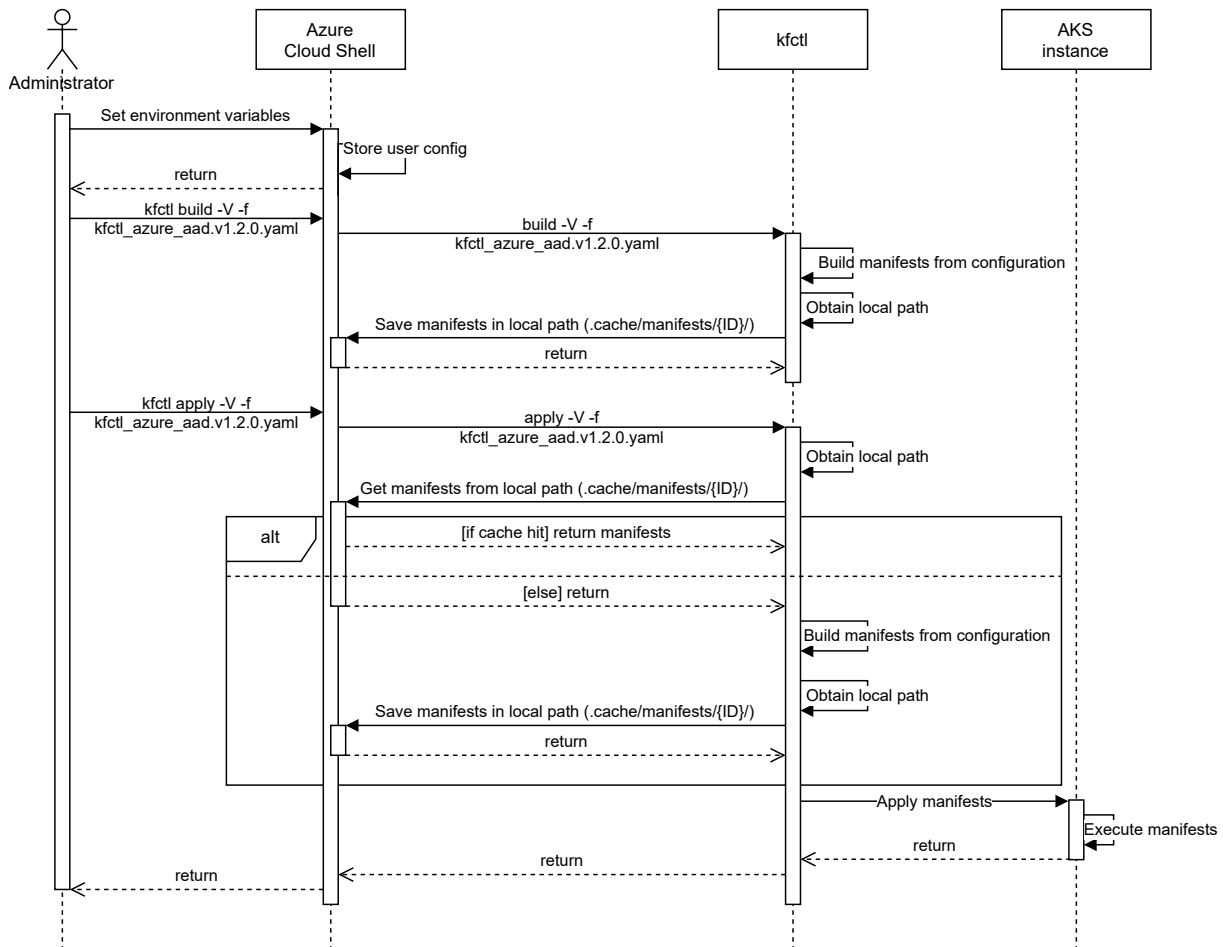 Administrator
Azure
Cloud Shell
kfctl
AKS
instance
Set environment variables
Store user config
return
kfctl build -V -f
kfctl_azure_aad.v1.2.0.yaml
build -V -f
kfctl_azure_aad.v1.2.0.yaml
Build manifests from configuration
Obtain local path
Save manifests in local path (.cache/manifests/{ID}/)
return
kfctl apply -V -f
kfctl_azure_aad.v1.2.0.yaml
apply -V -f
kfctl_azure_aad.v1.2.0.yaml
Obtain local path
Get manifests from local path (.cache/manifests/{ID}/)
alt
[if cache hit] return manifests
[else] return
Build manifests from configuration
Obtain local path
Save manifests in local path (.cache/manifests/{ID}/)
return
Apply manifests
Execute manifests
return
return
return